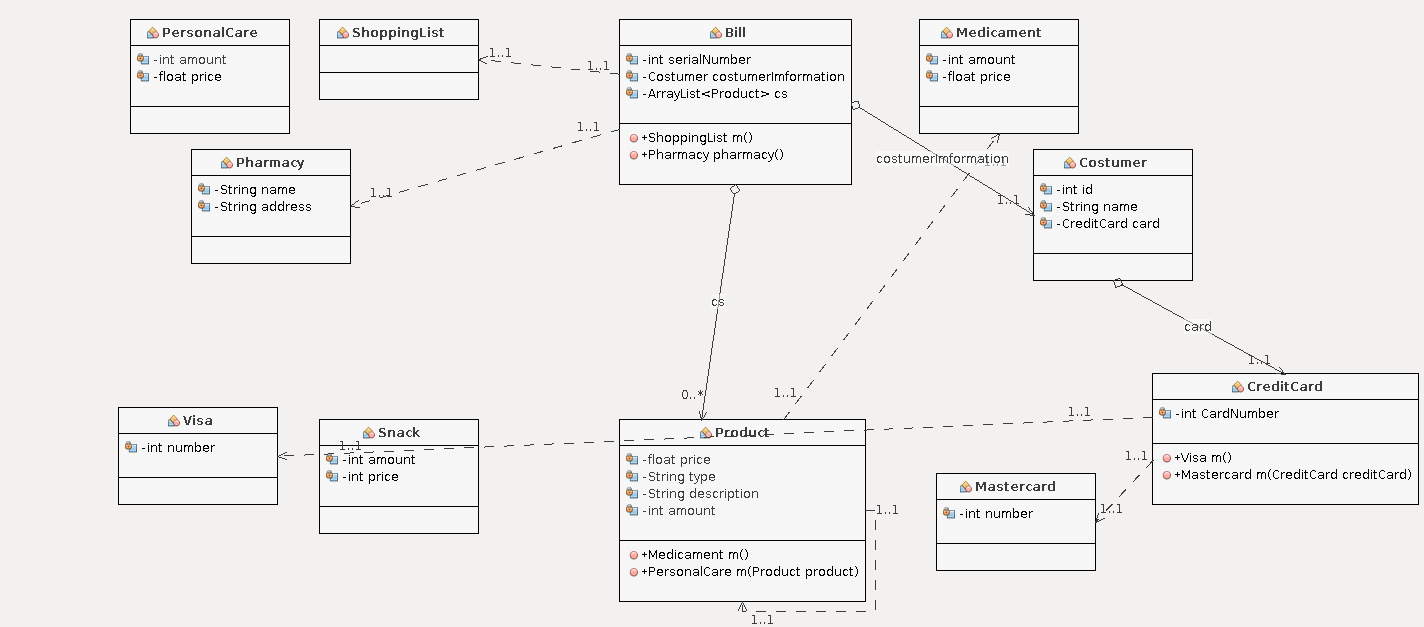 PersonalCare
-int amount
-float price
ShoppingList
Bill
-int serialNumber
-Costumer costumerImformation
-ArrayList<Product> cs
+ShoppingList m()
+Pharmacy pharmacy()
Medicament
-int amount
-float price
1..1
1..1
1..1
1..1
Pharmacy
-String name
-String address
costumerImformation
1..1
1..1
Costumer
-int id
-String name
-CreditCard card
cs
0..*
1..1
card
1..1
CreditCard
-int CardNumber
+Visa m()
+Mastercard m(CreditCard creditCard)
1..1
1..1
1..1
1..1
Visa
-int number
Snack
-int amount
-int price
Product
-float price
-String type
-String description
-int amount
+Medicament m()
+PersonalCare m(Product product)
1..1
1..1
Mastercard
-int number